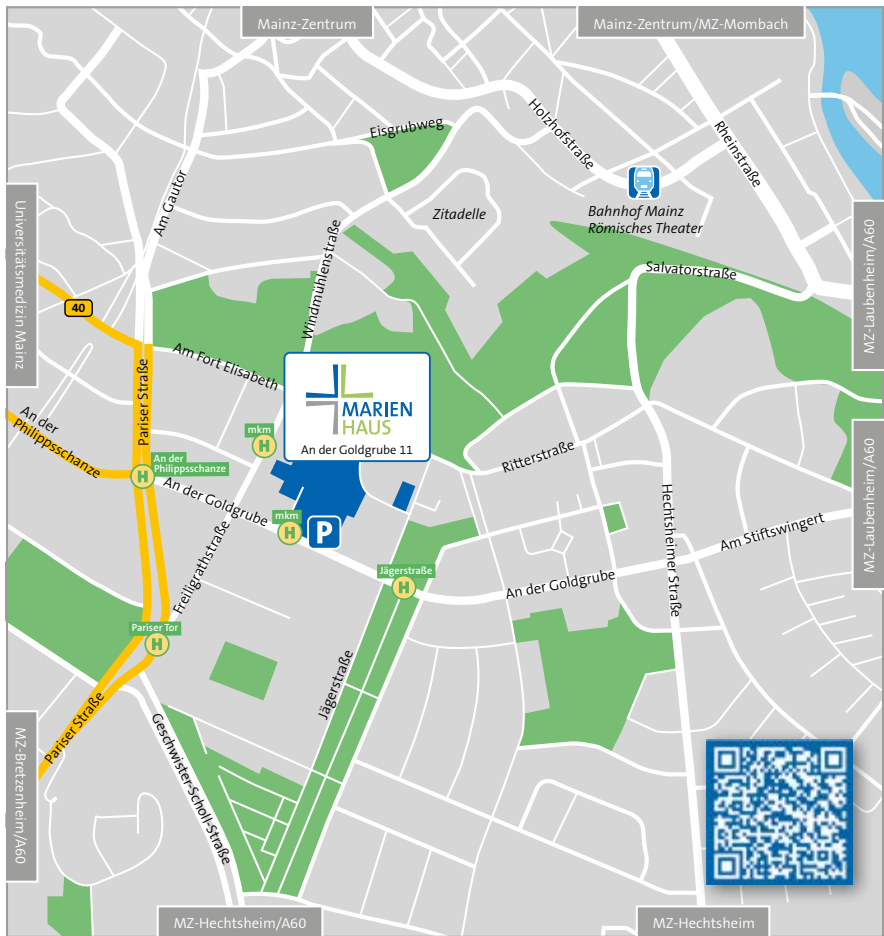 Mainz-Zentrum
Mainz-Zentrum/MZ-Mombach
Eisgrubweg
Holzhofstraße
Rheinstraße
Am Gautor
Zitadelle
Bahnhof Mainz
Römisches Theater
Universitätsmedizin Mainz
Windmühlenstraße
Salvatorstraße
MZ-Laubenheim/A60
40
Am Fort Elisabeth
Pariser Straße
MARIEN
HAUS
An der Goldgrube 11
An der
Philippsschanze
mkm
H
An der
Philippsschanze
H
Ritterstraße
An der Goldgrube
mkm
H
P
Hechtsheimer Straße
Am Stiftswingert
MZ-Laubenheim/A60
Freiligrathstraße
Jägerstraße
H
An der Goldgrube
Pariser Tor
H
Jägerstraße
Pariser Straße
Geschwister-Scholl-Straße
MZ-Bretzenheim/A60
MZ-Hechtsheim/A60
MZ-Hechtsheim